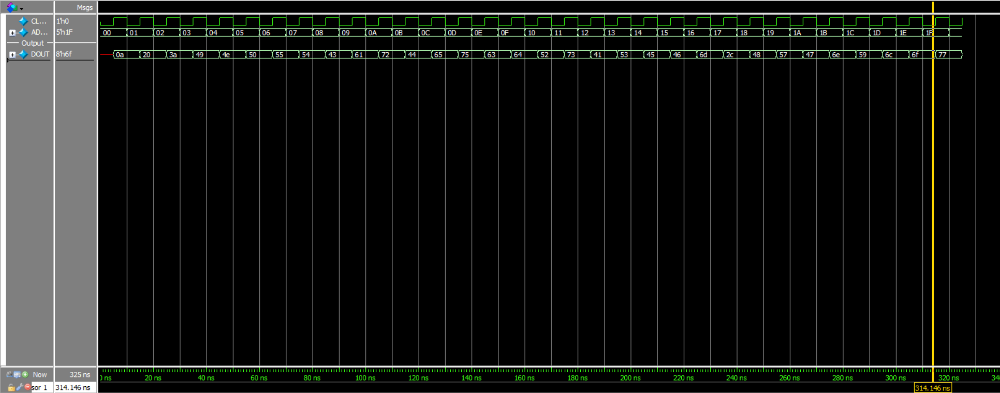 Msgs
CL... 1'h0
AD... 5'h1F 00 01 02 03 04 05 06 07 08 09 0A 0B 0C 0D 0E 0F 10 11 12 13 14 15 16 17 18 19 1A 1B 1C 1D 1E 1F
Output
DOUT 8'h6f 0a 20 3a 49 4e 50 55 54 43 61 72 44 65 75 63 64 52 73 41 53 45 46 6d 2c 48 57 47 6e 59 6c 6f 77
Now 325 ns ns 20 ns 40 ns 60 ns 80 ns 100 ns 120 ns 140 ns 160 ns 180 ns 200 ns 220 ns 240 ns 260 ns 280 ns 300 ns 320 ns 34
sor 1 314.146 ns 314.146 ns